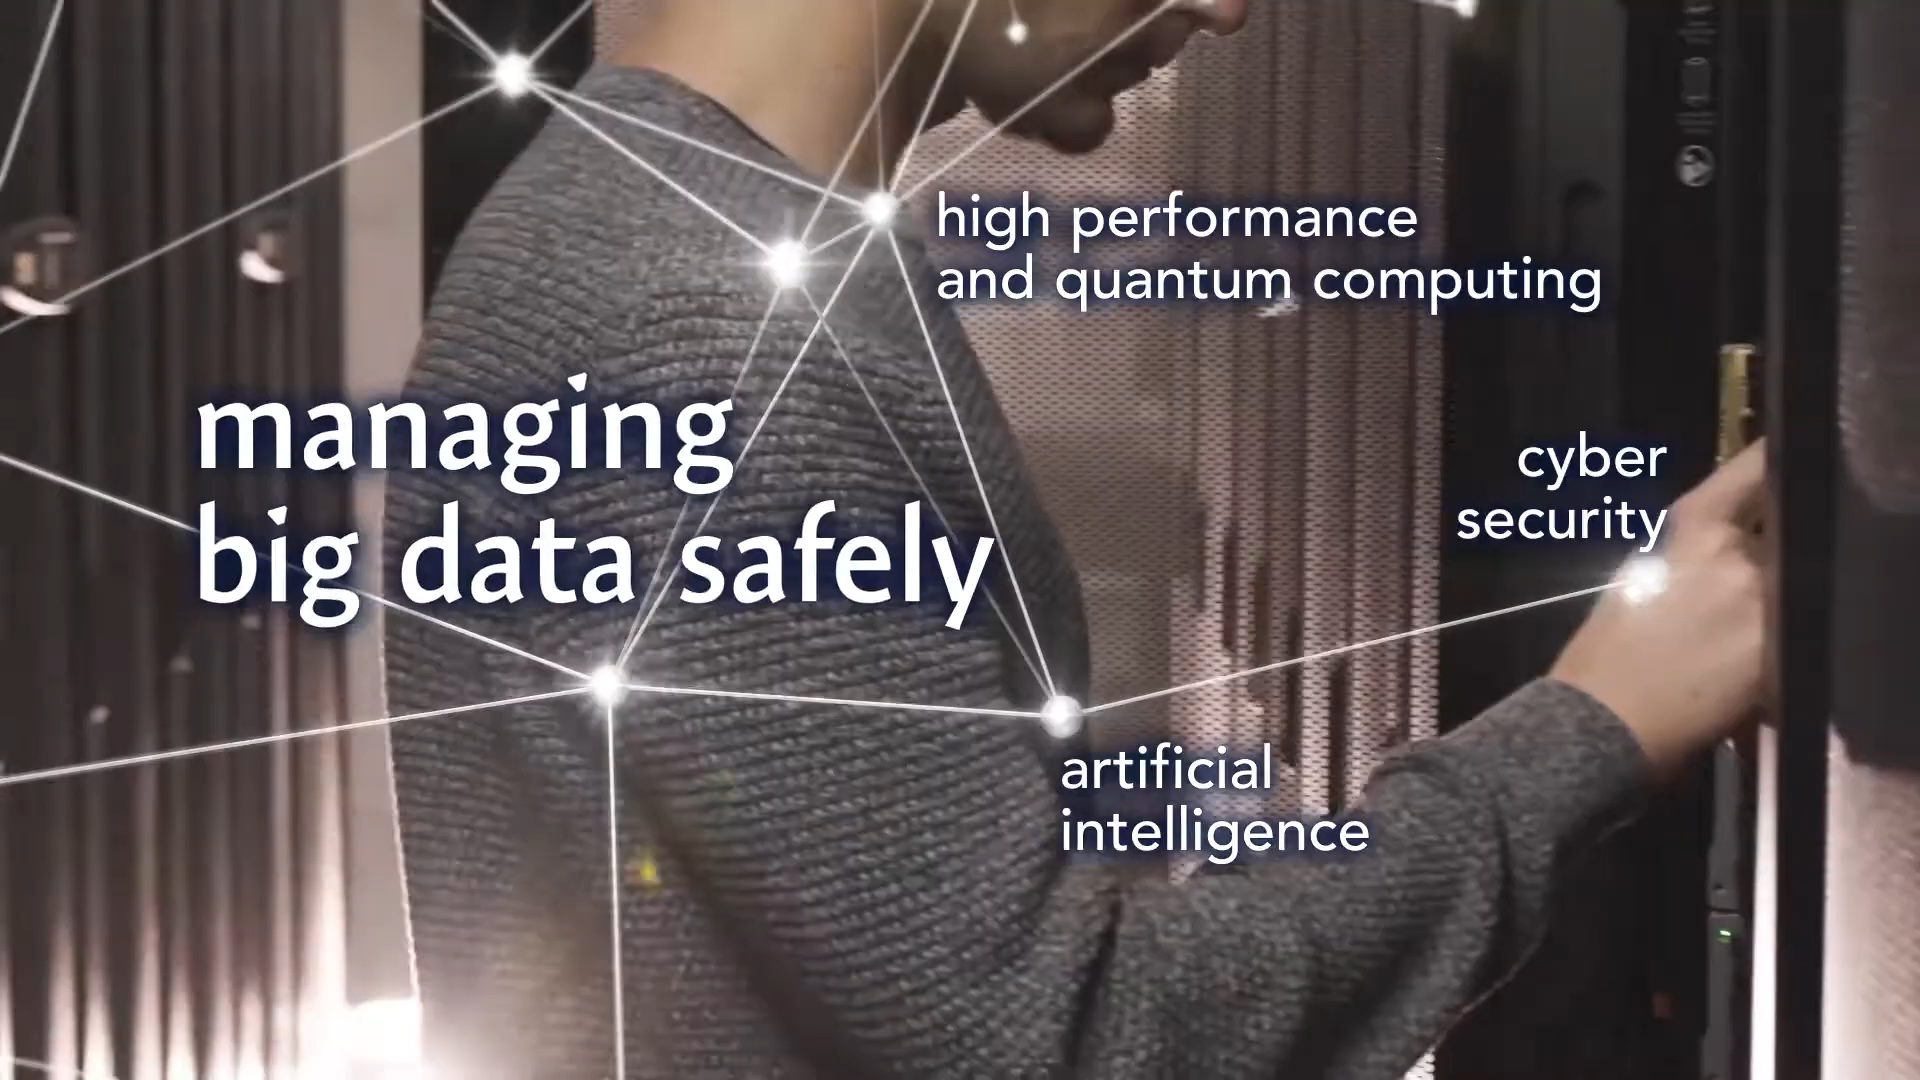 high performance
and quantum computing
managing
big data safely
cyber
security
artificial
intelligence